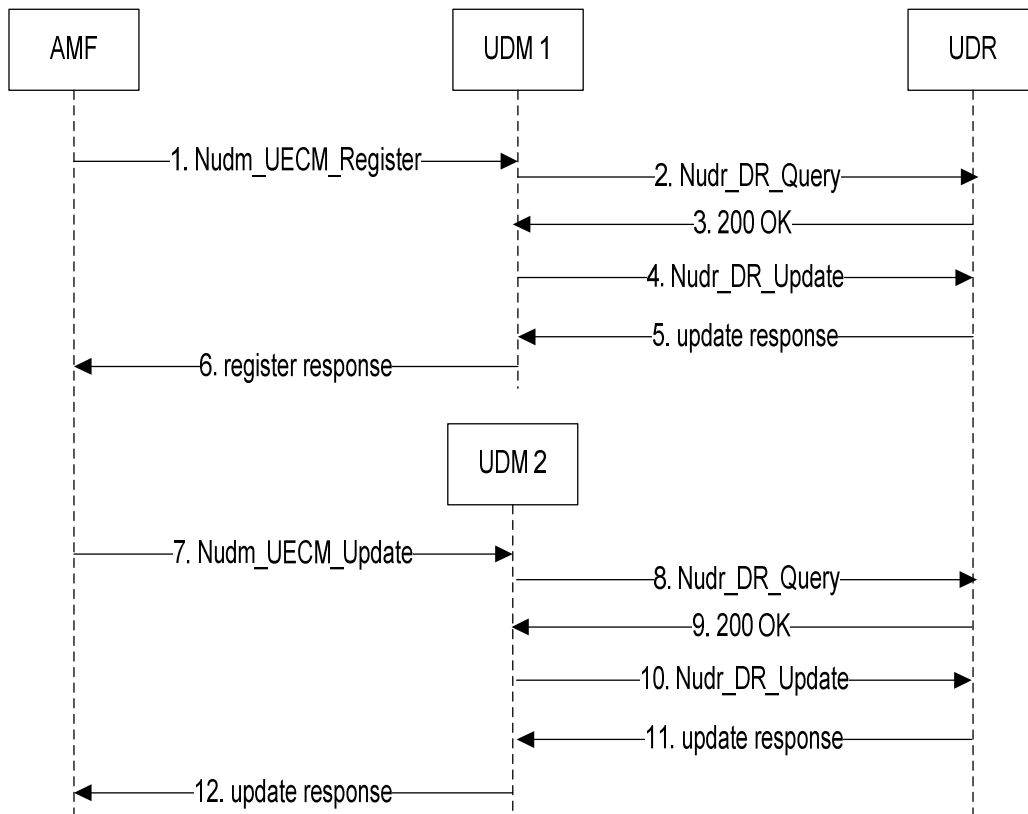 AMF
UDM 1
UDR
1. Nudm_UECM_Register
2. Nudr_DR_Query
3. 200 OK
4. Nudr_DR_Update
5. update response
6. register response
UDM 2
7. Nudm_UECM_Update
8. Nudr_DR_Query
9. 200 OK
10. Nudr_DR_Update
11. update response
12. update response